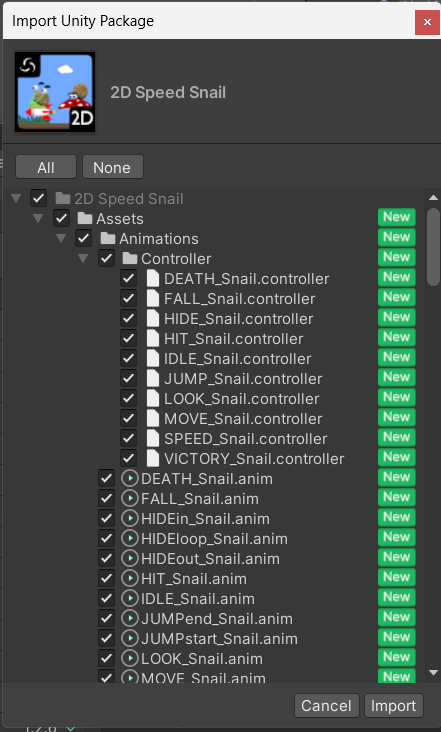 Import Unity Package
2D
2D Speed Snail
All None
2D Speed Snail
Assets New
Animations New
Controller New
DEATH_Snail.controller New
FALL_Snail.controller New
HIDE_Snail.controller New
HIT_Snail.controller New
IDLE_Snail.controller New
JUMP_Snail.controller New
LOOK_Snail.controller New
MOVE_Snail.controller New
SPEED_Snail.controller New
VICTORY_Snail.controller New
DEATH_Snail.anim New
FALL_Snail.anim New
HIDEin_Snail.anim New
HIDEloop_Snail.anim New
HIDEout_Snail.anim New
HIT_Snail.anim New
IDLE_Snail.anim New
JUMPend_Snail.anim New
JUMPstart_Snail.anim New
LOOK_Snail.anim New
MOVE_Snail.anim New
Cancel Import
1.2.6